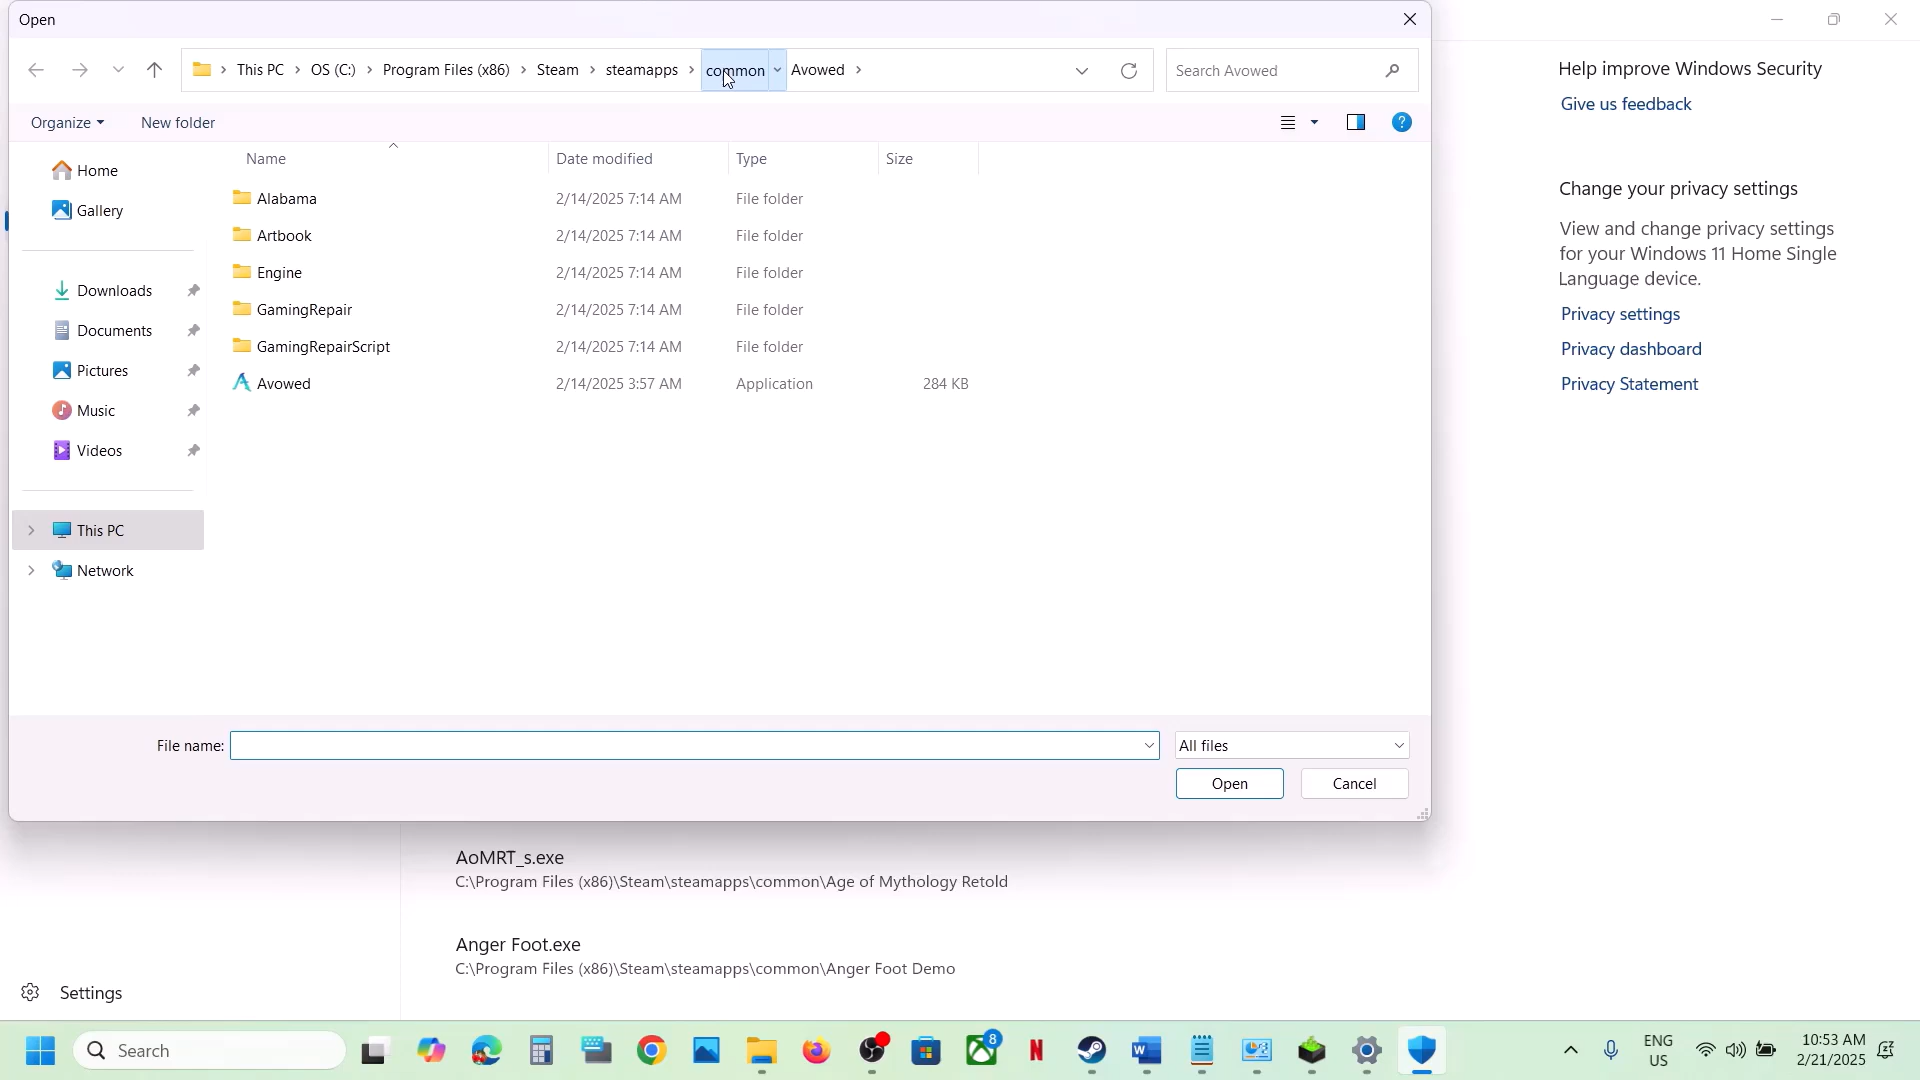 Open
This PC
OS (C:)
Program Files (x86)
Steam
steamapps
common
Avowed
Search Avowed
Organize
New folder
?
Name
Date modified
Type
Size
Home
Gallery
Downloads
Documents
Pictures
Music
Videos
This PC
Network
Alabama 2/14/2025 7:14 AM File folder
Artbook 2/14/2025 7:14 AM File folder
Engine 2/14/2025 7:14 AM File folder
GamingRepair 2/14/2025 7:14 AM File folder
GamingRepairScript 2/14/2025 7:14 AM File folder
Avowed 2/14/2025 3:57 AM Application 284 KB
File name:
All files
Open
Cancel
Help improve Windows Security
Give us feedback
Change your privacy settings
View and change privacy settings
for your Windows 11 Home Single
Language device.
Privacy settings
Privacy dashboard
Privacy Statement
AoMRT_s.exe
C:\Program Files (x86)\Steam\steamapps\common\Age of Mythology Retold
Anger Foot.exe
C:\Program Files (x86)\Steam\steamapps\common\Anger Foot Demo
Settings
Search
8
N
W
ENG
US
10:53 AM
2/21/2025